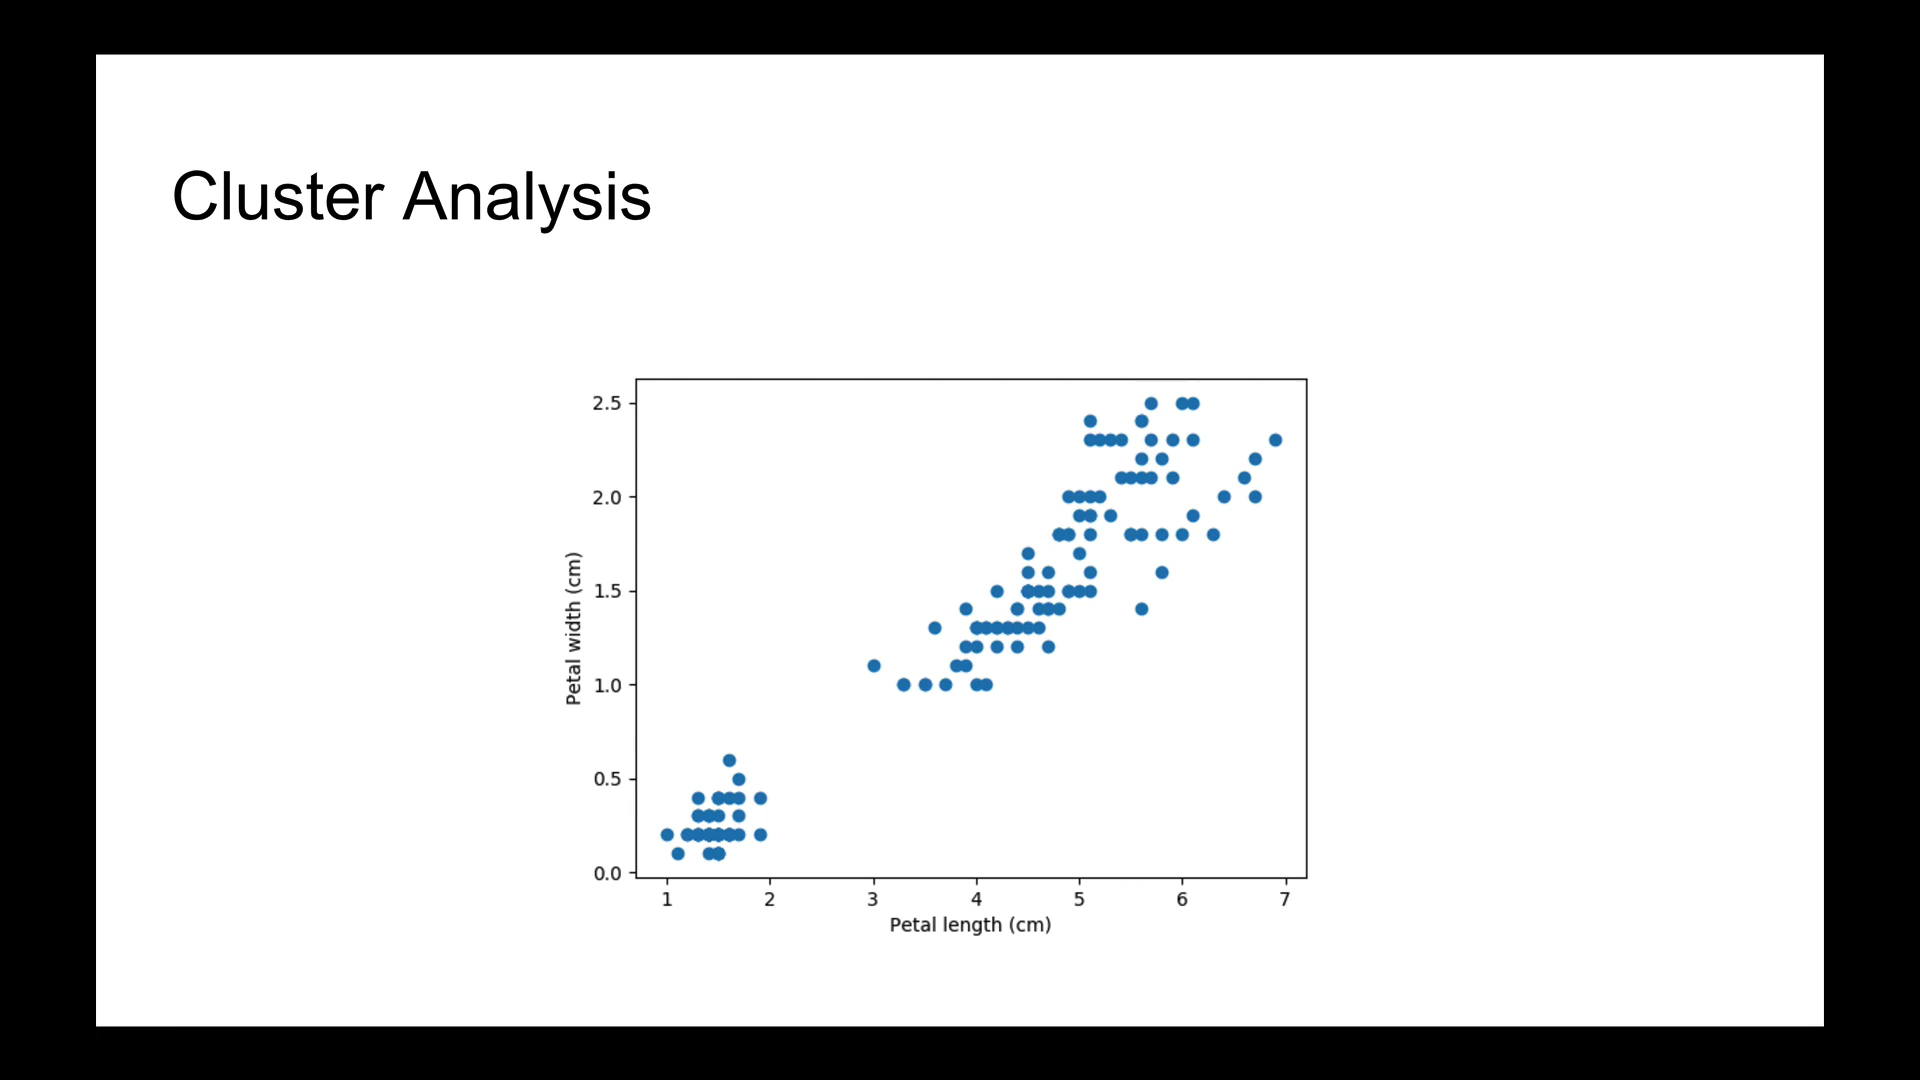 Cluster Analysis
2.5
2.0
1.5
1.0
0.5
0.0
Petal width (cm)
1 2 3 4 5 6 7
Petal length (cm)